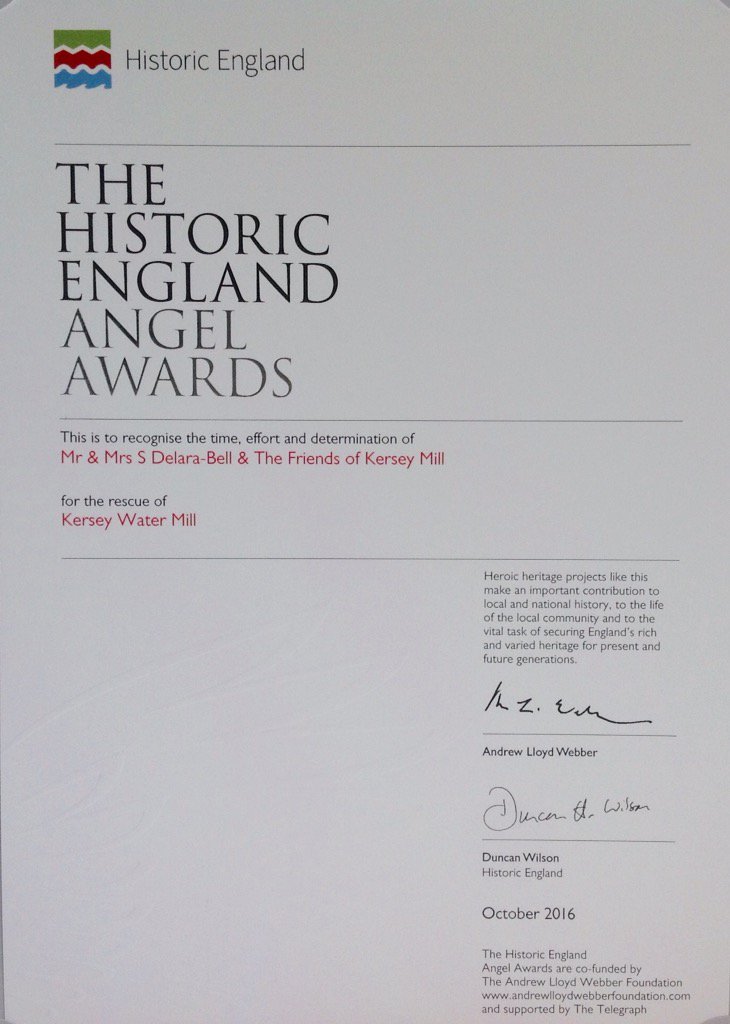 Historic England
THE
HISTORIC
ENGLAND
ANGEL
AWARDS
This is to recognise the time, effort and determination of
Mr & Mrs S Delara-Bell & The Friends of Kersey Mill
for the rescue of
Kersey Water Mill
Heroic heritage projects like this
make an important contribution to
local and national history, to the life
of the local community and to the
vital task of securing England's rich
and varied heritage for present and
future generations.
Andrew Lloyd Webber
Duncan H. Wilson
Duncan Wilson
Historic England
October 2016
The Historic England
Angel Awards are co-funded by
The Andrew Lloyd Webber Foundation
www.andrewlloydwebberfoundation.com
and supported by The Telegraph